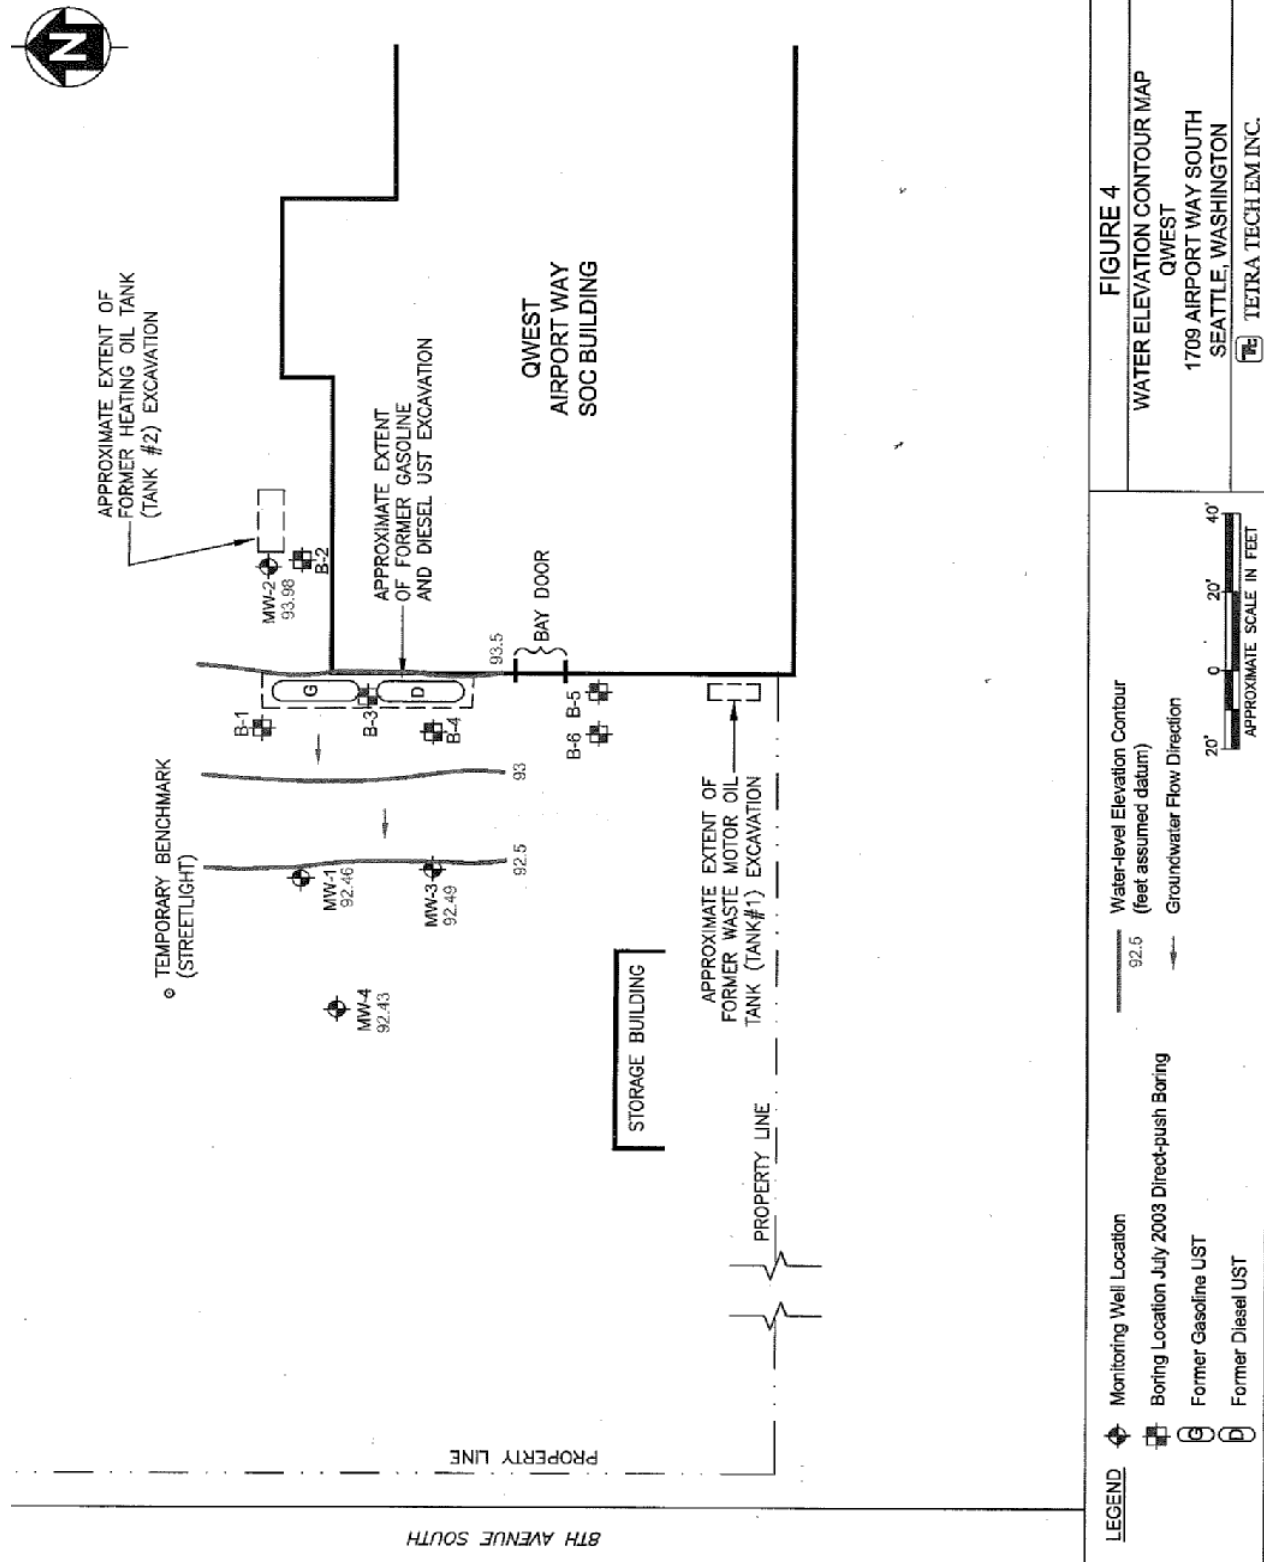 N
APPROXIMATE EXTENT OF
FORMER HEATING OIL TANK
(TANK #2) EXCAVATION
MW-2
93.98
B-2
APPROXIMATE EXTENT
OF FORMER GASOLINE
AND DIESEL UST EXCAVATION
QWEST
AIRPORT WAY
SOC BUILDING
93.5
BAY DOOR
G
D
B-1
B-3
B-4
B-5
B-6
93
TEMPORARY BENCHMARK
(STREETLIGHT)
MW-1
92.46
MW-3
92.49
92.5
MW-4
92.43
APPROXIMATE EXTENT OF
FORMER WASTE MOTOR OIL
TANK (TANK#1) EXCAVATION
STORAGE BUILDING
PROPERTY LINE
PROPERTY LINE
8TH AVENUE SOUTH
LEGEND
Monitoring Well Location
Boring Location July 2003 Direct-push Boring
G Former Gasoline UST
D Former Diesel UST
92.5
Water-level Elevation Contour
(feet assumed datum)
Groundwater Flow Direction
20' 0 20' 40'
APPROXIMATE SCALE IN FEET
FIGURE 4
WATER ELEVATION CONTOUR MAP
QWEST
1709 AIRPORT WAY SOUTH
SEATTLE, WASHINGTON
TETRA TECH EM INC.